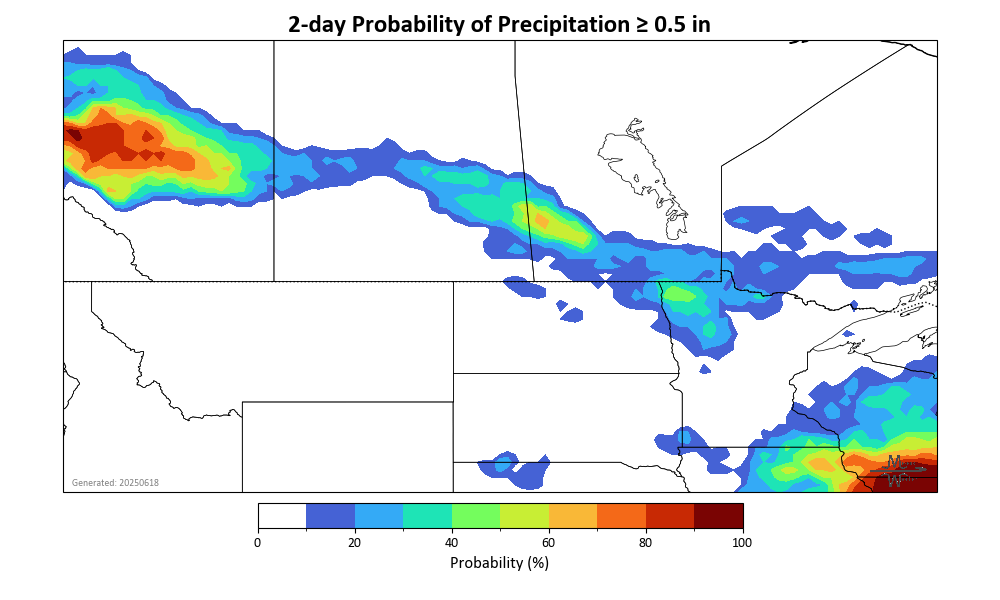 2-day Probability of Precipitation ≥ 0.5 in
Generated: 20250618
0 20 40 60 80 100
Probability (%)